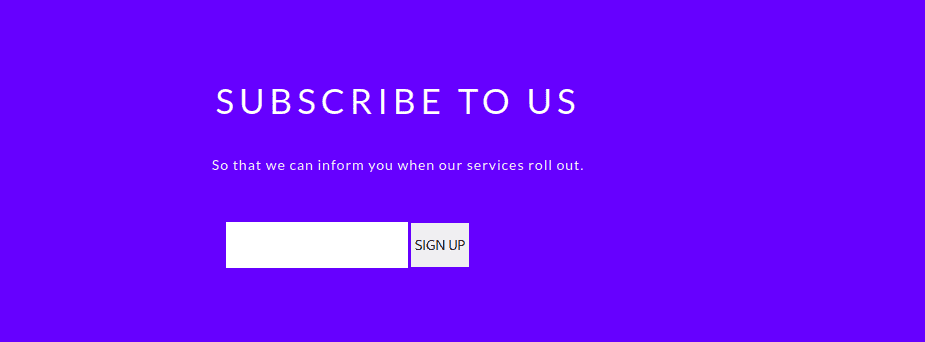 SUBSCRIBE TO US
So that we can inform you when our services roll out.
SIGN UP